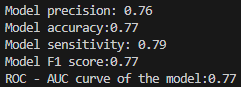 Model precision: 0.76
Model accuracy:0.77
Model sensitivity: 0.79
Model F1 score:0.77
ROC - AUC curve of the model:0.77